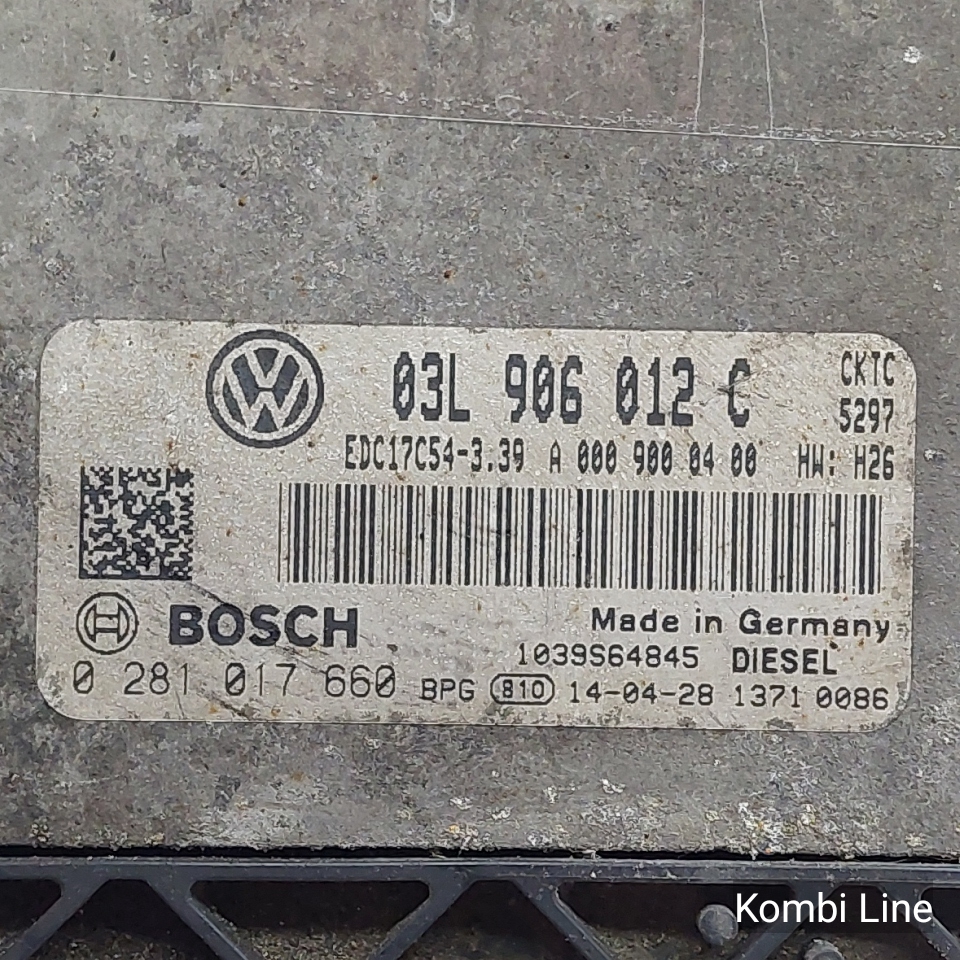 03L 906 012 C
CKTC
5297
EDC17C54-3.39 A 000 900 04 00 HW: H26
BOSCH
Made in Germany
1039S64845 DIESEL
0 281 017 660 BPG 810 14-04-28 1371 0086
Kombi Line